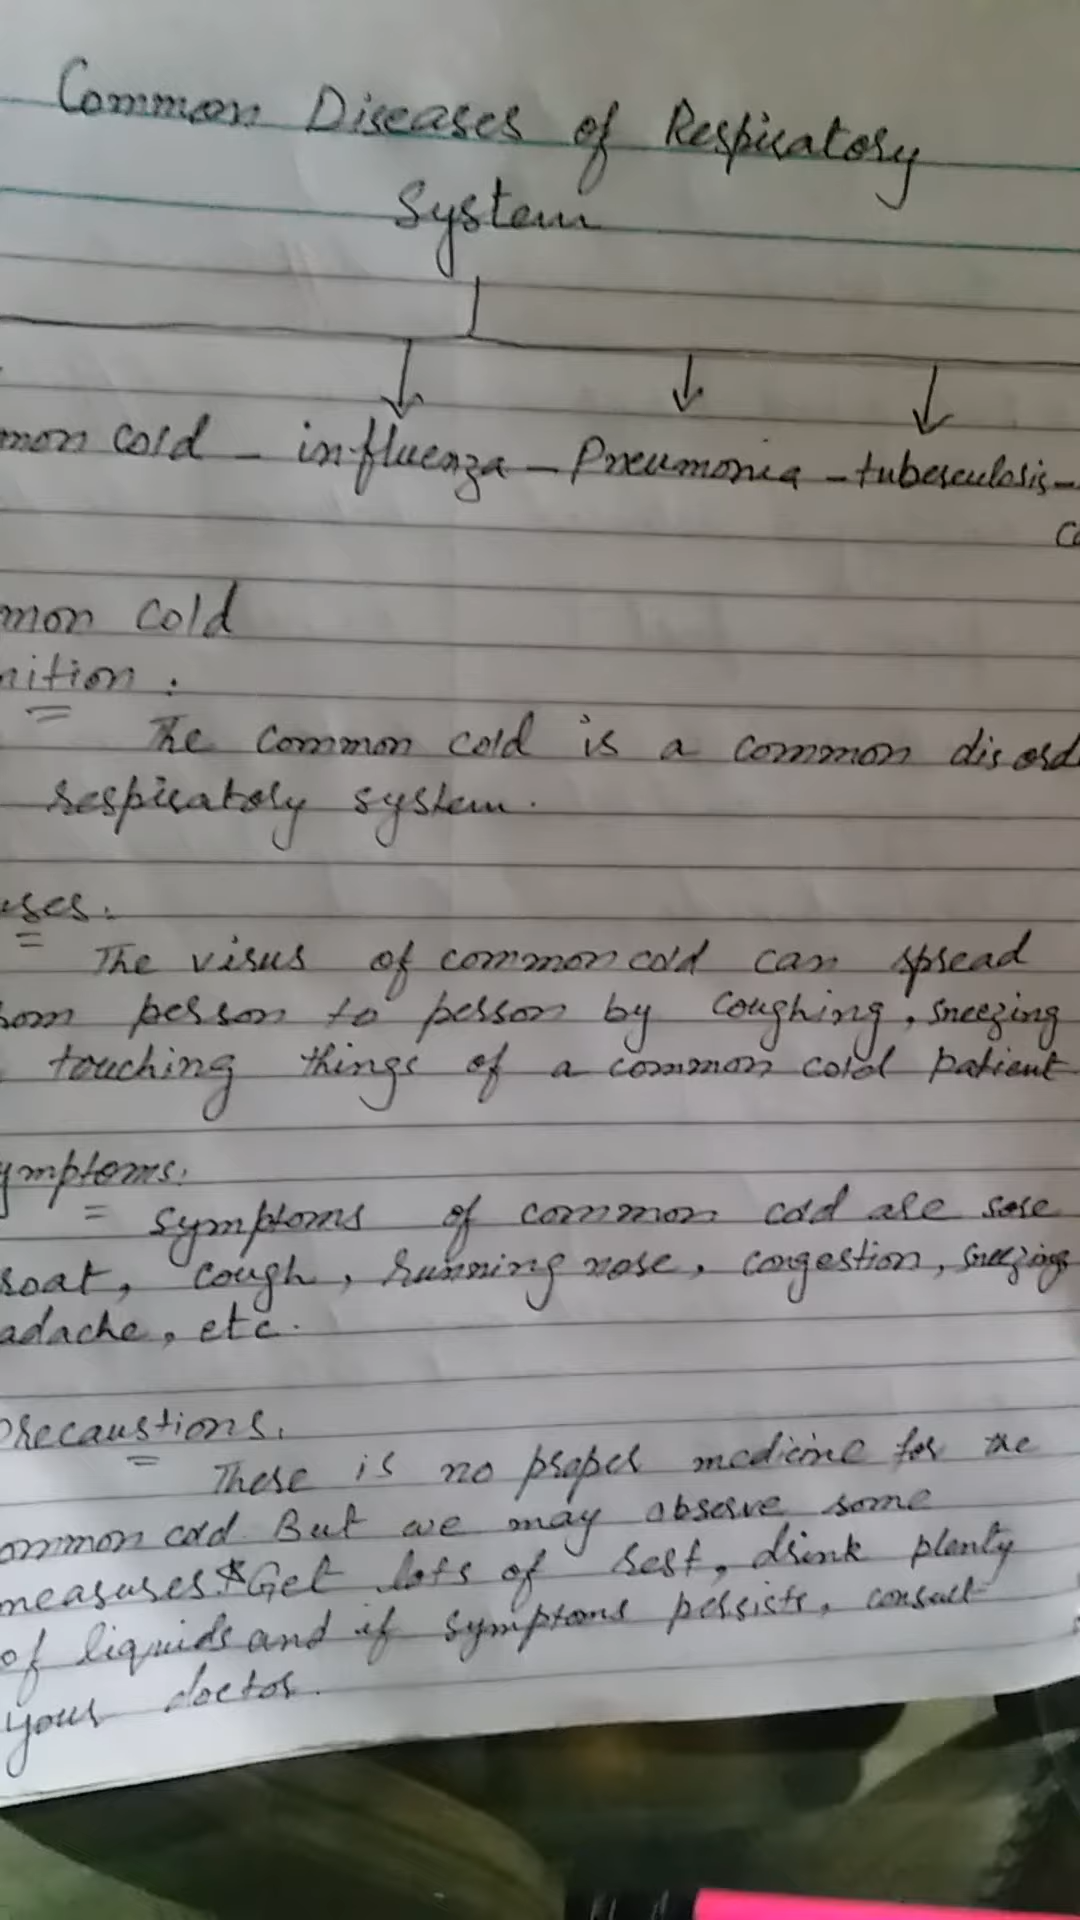 Common Diseases of Respiratory
System
mon cold - influenza - Pneumonia - tuberculosis -
mon cold
nition :
The common cold is a common disord
respiratory system.
uses:
The virus of common cold can spread
rom person to person by coughing, sneezing
touching things of a common cold patient
ymptoms:
symptoms of common cold are sore
roat, cough, running nose, congestion, sneezing
adache, etc.
precaustions.
There is no proper medicine for the
ommon cold. But we may observe some
measures.*Get lots of rest, drink plenty
of liquids and if symptoms persists, consult
your doctor.